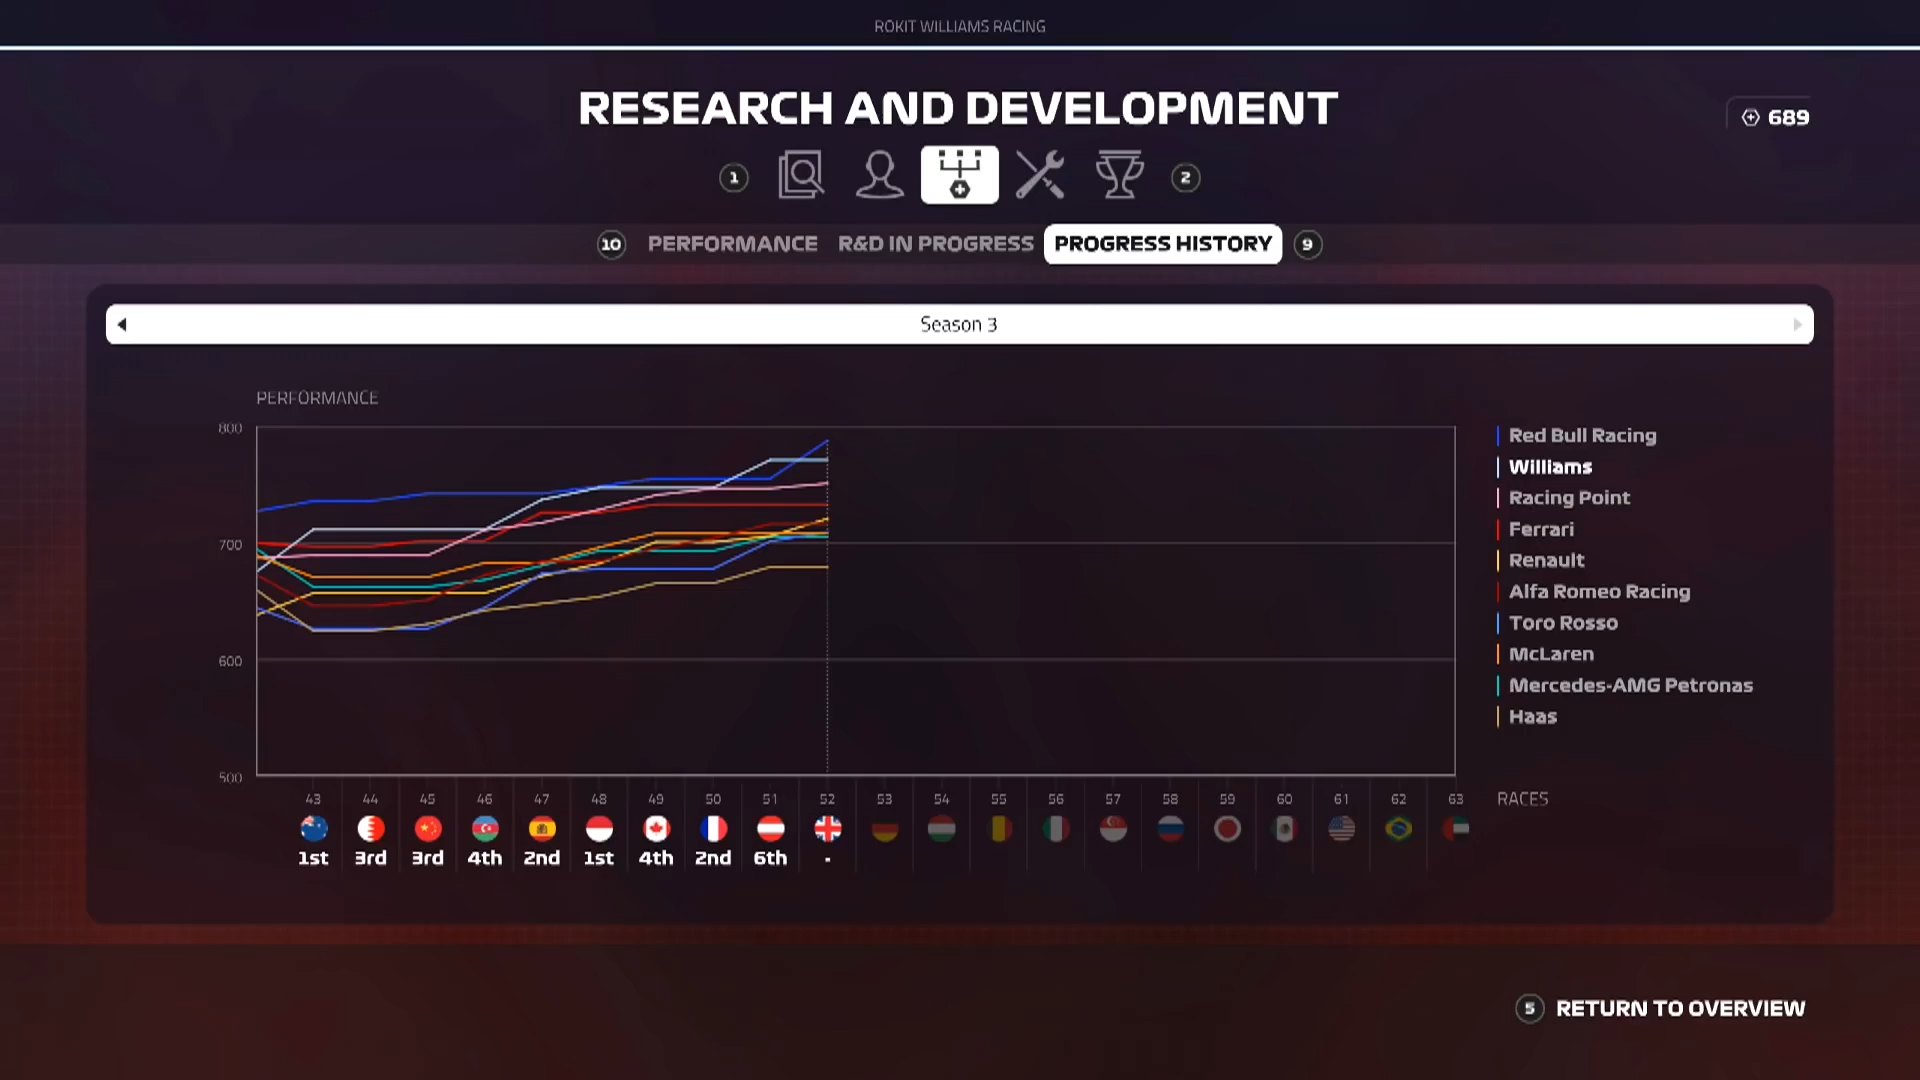 ROKIT WILLIAMS RACING
RESEARCH AND DEVELOPMENT
689
1
2
10 PERFORMANCE R&D IN PROGRESS PROGRESS HISTORY 9
Season 3
PERFORMANCE
800
700
600
500
Red Bull Racing
Williams
Racing Point
Ferrari
Renault
Alfa Romeo Racing
Toro Rosso
McLaren
Mercedes-AMG Petronas
Haas
43 44 45 46 47 48 49 50 51 52 53 54 55 56 57 58 59 60 61 62 63 RACES
1st 3rd 3rd 4th 2nd 1st 4th 2nd 6th -
5 RETURN TO OVERVIEW